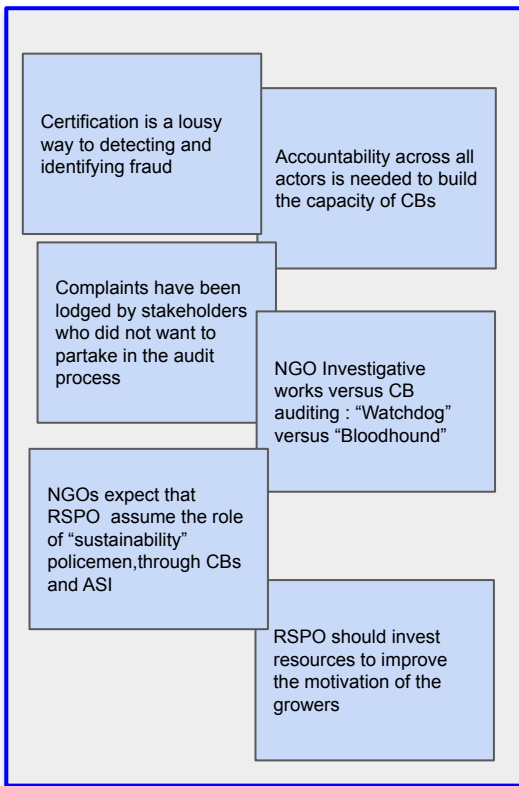 Certification is a lousy
way to detecting and
identifying fraud
Accountability across all
actors is needed to build
the capacity of CBs
Complaints have been
lodged by stakeholders
who did not want to
partake in the audit
process
NGO Investigative
works versus CB
auditing : “Watchdog”
versus “Bloodhound”
NGOs expect that
RSPO  assume the role
of “sustainability”
policemen,through CBs
and ASI
RSPO should invest
resources to improve
the motivation of the
growers